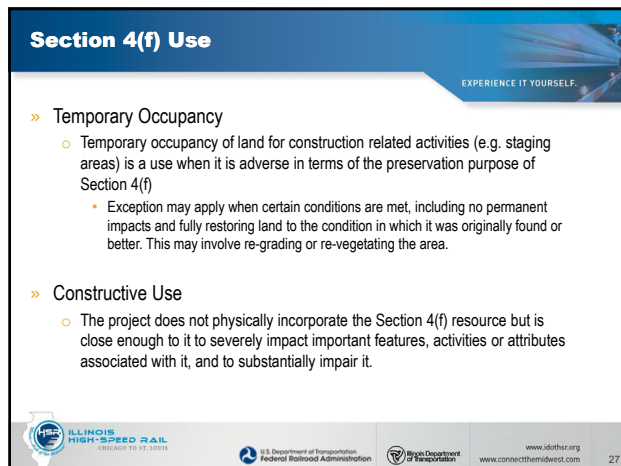 Section 4(f) Use
EXPERIENCE IT YOURSELF.
» Temporary Occupancy
o Temporary occupancy of land for construction related activities (e.g. staging
areas) is a use when it is adverse in terms of the preservation purpose of
Section 4(f)
• Exception may apply when certain conditions are met, including no permanent
impacts and fully restoring land to the condition in which it was originally found or
better. This may involve re-grading or re-vegetating the area.
» Constructive Use
o The project does not physically incorporate the Section 4(f) resource but is
close enough to it to severely impact important features, activities or attributes
associated with it, and to substantially impair it.
HSR
ILLINOIS
HIGH-SPEED RAIL
CHICAGO TO ST. LOUIS
U.S. Department of Transportation
Federal Railroad Administration
Illinois Department
of Transportation
www.idothsr.org
www.connectthemidwest.com
27